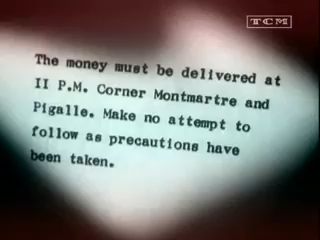 TCM
The money must be delivered at
II P.M. Corner Montmartre and
Pigalle. Make no attempt to
follow as precautions have
been taken.